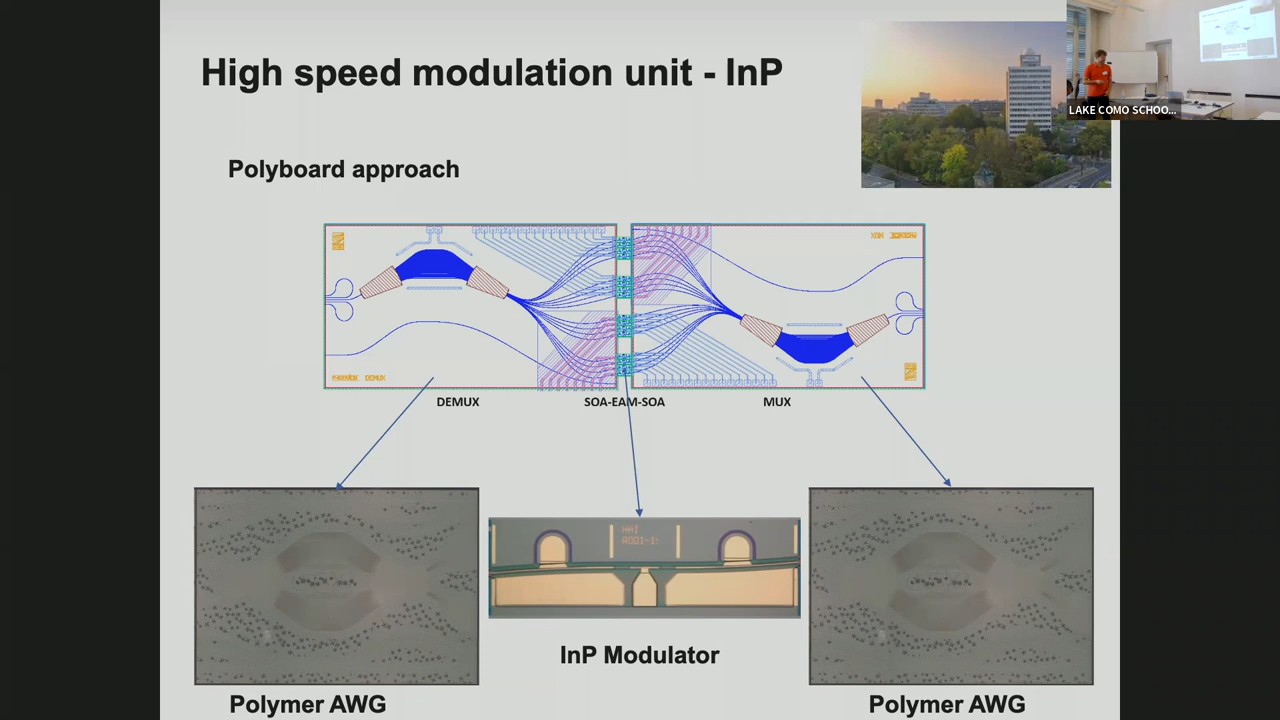 High speed modulation unit - InP
LAKE COMO SCHOO...
Polyboard approach
DEMUX
DEMUX
SOA-EAM-SOA
MUX
InP Modulator
Polymer AWG
Polymer AWG